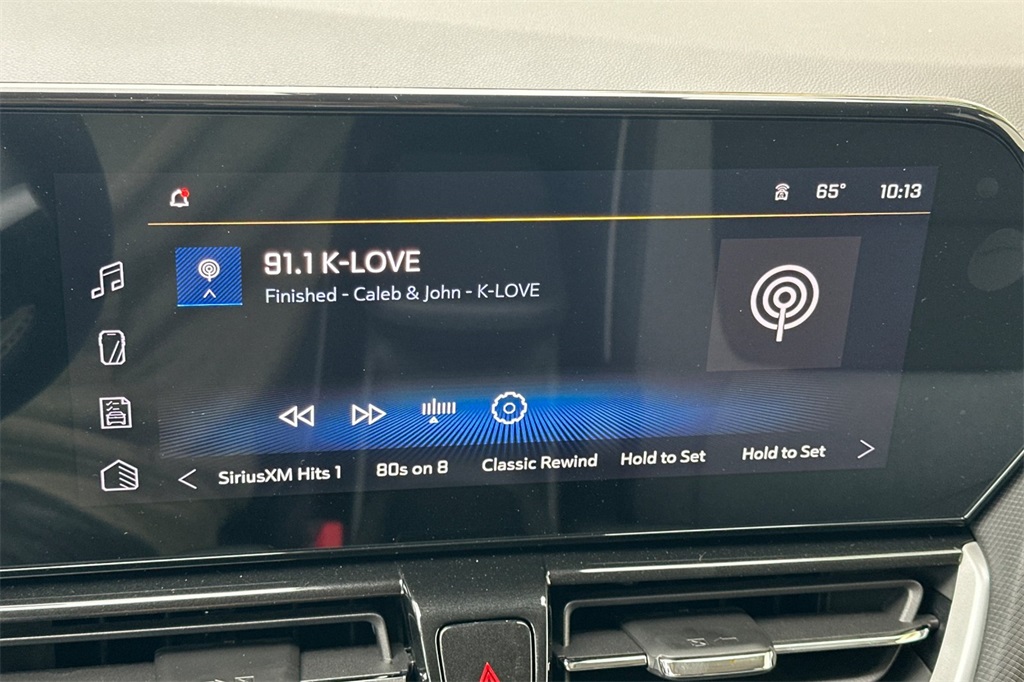 65° 10:13
91.1 K-LOVE
Finished - Caleb & John - K-LOVE
SiriusXM Hits 1 80s on 8 Classic Rewind Hold to Set Hold to Set